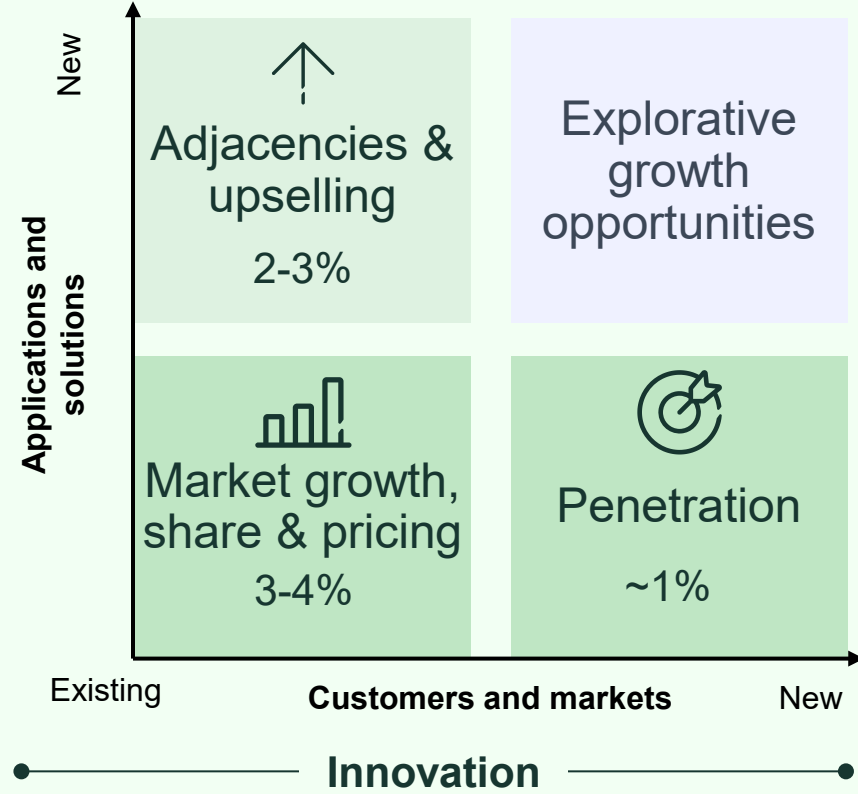 New
Applications and
solutions
Adjacencies &
upselling
2-3%
Explorative
growth
opportunities
Market growth,
share & pricing
3-4%
Penetration
~1%
Existing
Customers and markets
New
Innovation